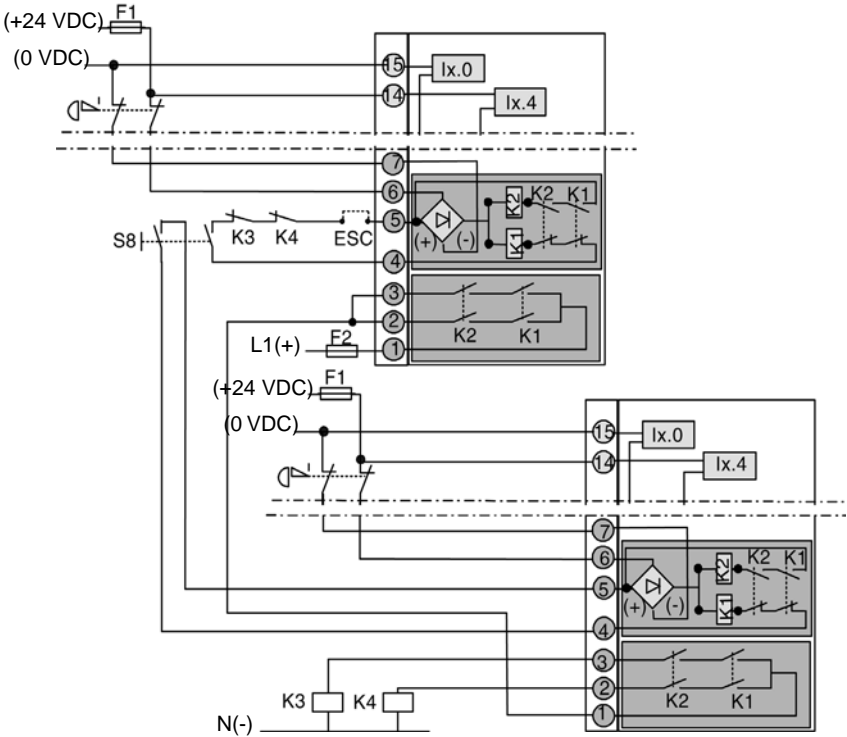 F1
(+24 VDC)
(0 VDC)
15
Ix.0
14
Ix.4
7
6
K2
K1
K2
5
(+)
(-)
K1
K3
K4
ESC
S8
4
3
2
K2
K1
L1(+)
F2
1
F1
(+24 VDC)
(0 VDC)
15
Ix.0
14
Ix.4
7
6
K2
K1
K2
5
(+)
(-)
K1
4
3
K3
K4
2
K2
K1
1
N(-)